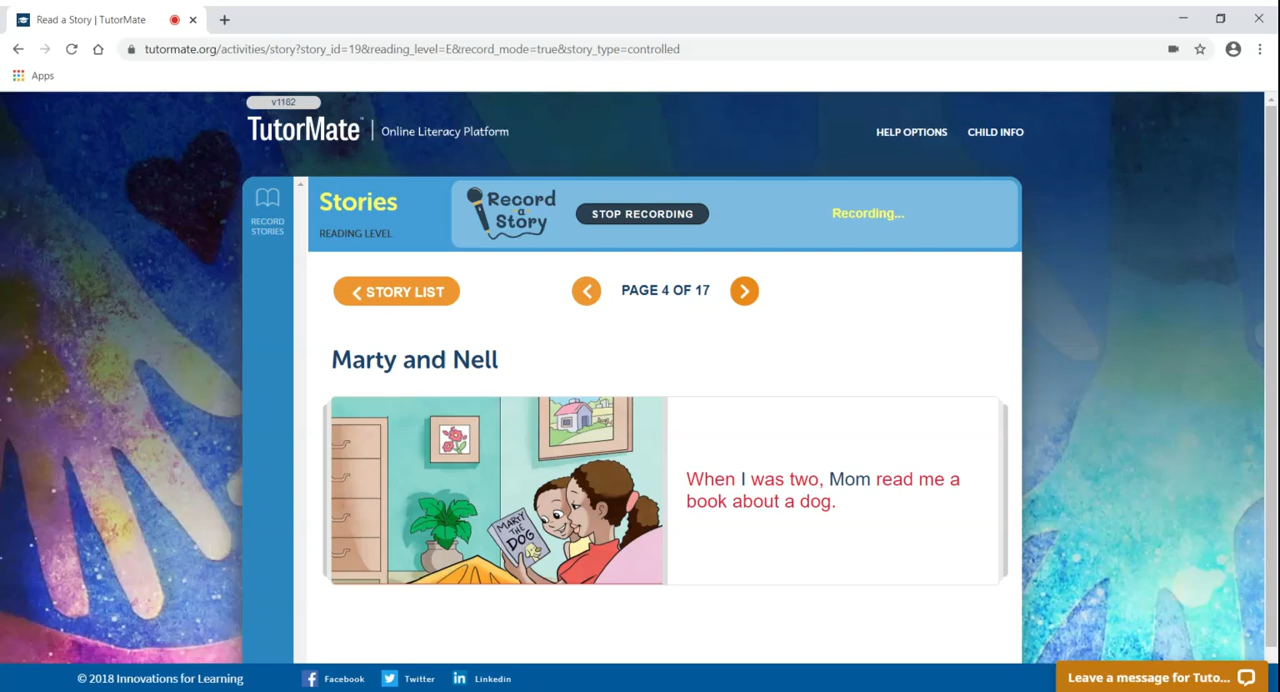 Read a Story | TutorMate
tutormate.org/activities/story?story_id=19&reading_level=E&record_mode=true&story_type=controlled
Apps
v1182
TutorMate™ | Online Literacy Platform
HELP OPTIONS CHILD INFO
RECORD
STORIES
Stories
READING LEVEL
Record
a
Story
STOP RECORDING
Recording...
STORY LIST
PAGE 4 OF 17
Marty and Nell
MARTY
THE
DOG
When I was two, Mom read me a
book about a dog.
© 2018 Innovations for Learning
Facebook Twitter Linkedin
Leave a message for Tuto...